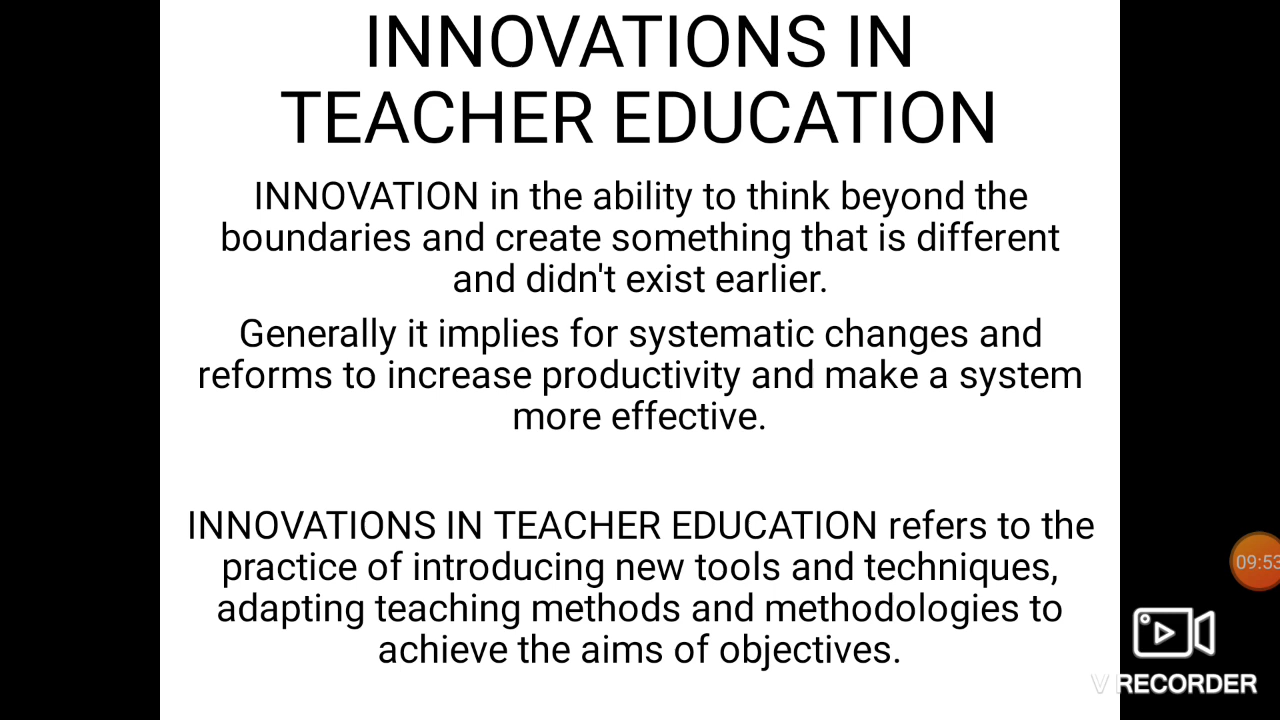 INNOVATIONS IN
TEACHER EDUCATION
INNOVATION in the ability to think beyond the
boundaries and create something that is different
and didn't exist earlier.
Generally it implies for systematic changes and
reforms to increase productivity and make a system
more effective.
INNOVATIONS IN TEACHER EDUCATION refers to the
practice of introducing new tools and techniques,
adapting teaching methods and methodologies to
achieve the aims of objectives.
09:53
V RECORDER